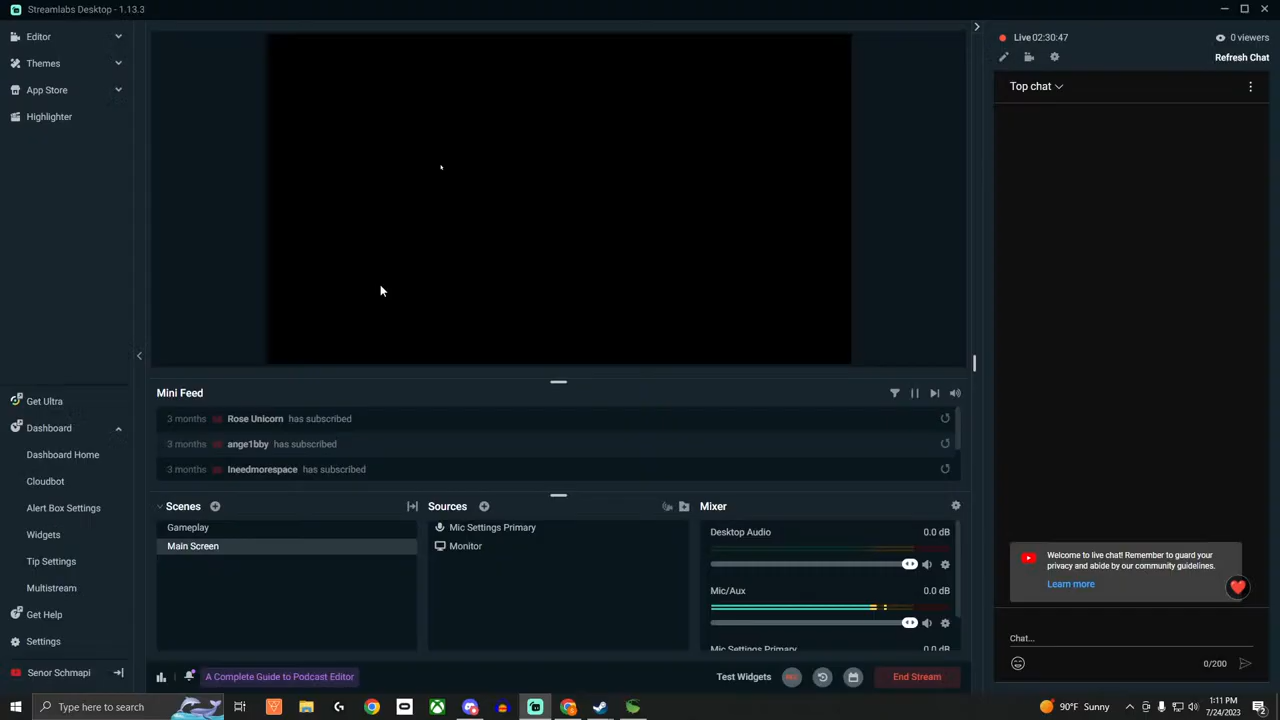 Streamlabs Desktop - 1.13.3
Editor
Themes
App Store
Highlighter
Get Ultra
Dashboard
Dashboard Home
Cloudbot
Alert Box Settings
Widgets
Tip Settings
Multistream
Get Help
Settings
Senor Schmapi
Mini Feed
3 months Rose Unicorn has subscribed
3 months ange1bby has subscribed
3 months Ineedmorespace has subscribed
Scenes
Gameplay
Main Screen
Sources
Mic Settings Primary
Monitor
Mixer
Desktop Audio 0.0 dB
Mic/Aux 0.0 dB
Mic Settings Primary
A Complete Guide to Podcast Editor
Test Widgets
REC
End Stream
Live 02:30:47
0 viewers
Refresh Chat
Top chat
Welcome to live chat! Remember to guard your
privacy and abide by our community guidelines.
Learn more
Chat...
0/200
Type here to search
90°F Sunny
1:11 PM
7/24/2023